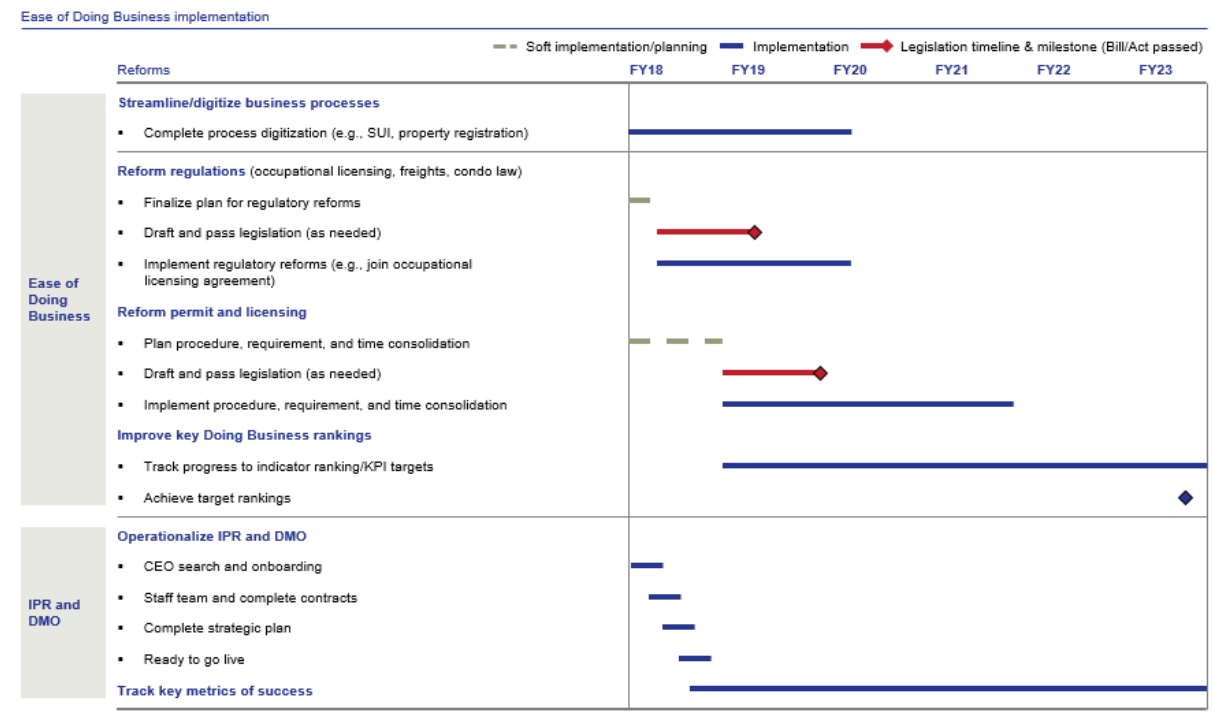 Ease of Doing Business implementation
Soft implementation/planning Implementation Legislation timeline & milestone (Bill/Act passed)
Reforms FY18 FY19 FY20 FY21 FY22 FY23
Ease of
Doing
Business
Streamline/digitize business processes
▪ Complete process digitization (e.g., SUI, property registration)
Reform regulations (occupational licensing, freights, condo law)
▪ Finalize plan for regulatory reforms
▪ Draft and pass legislation (as needed)
▪ Implement regulatory reforms (e.g., join occupational
licensing agreement)
Reform permit and licensing
▪ Plan procedure, requirement, and time consolidation
▪ Draft and pass legislation (as needed)
▪ Implement procedure, requirement, and time consolidation
Improve key Doing Business rankings
▪ Track progress to indicator ranking/KPI targets
▪ Achieve target rankings
IPR and
DMO
Operationalize IPR and DMO
▪ CEO search and onboarding
▪ Staff team and complete contracts
▪ Complete strategic plan
▪ Ready to go live
Track key metrics of success